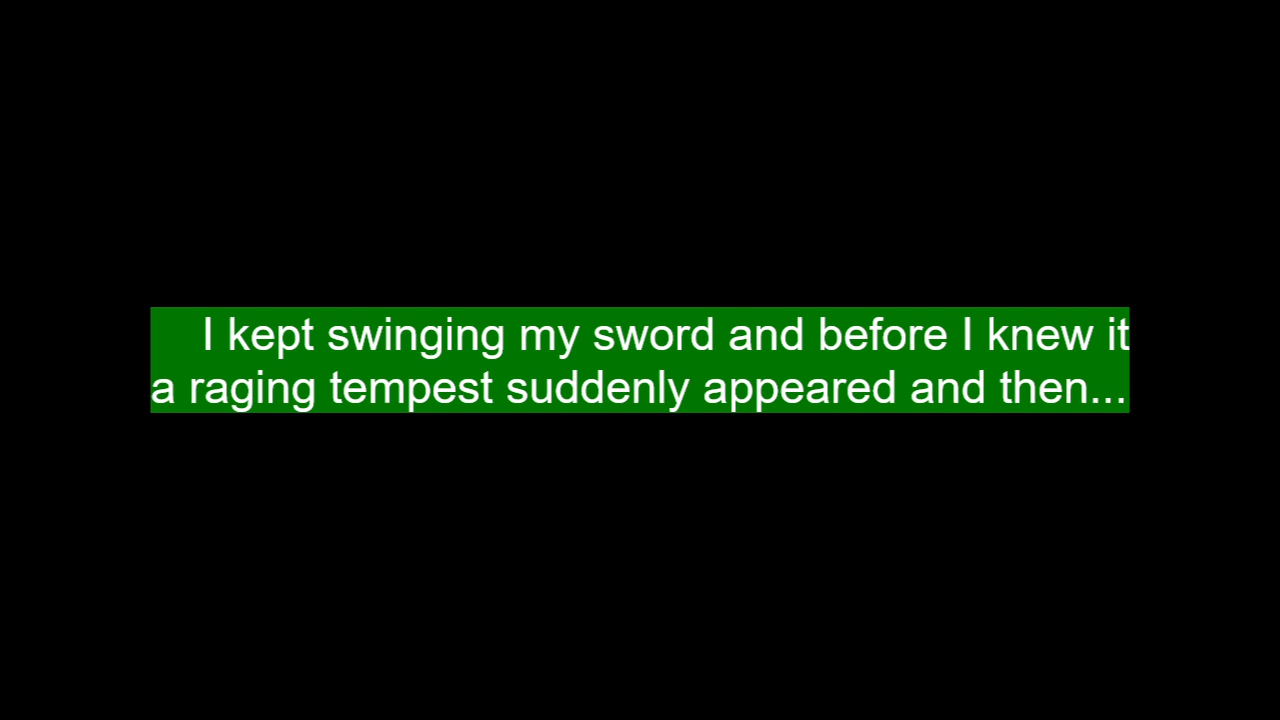 I kept swinging my sword and before I knew it
a raging tempest suddenly appeared and then...